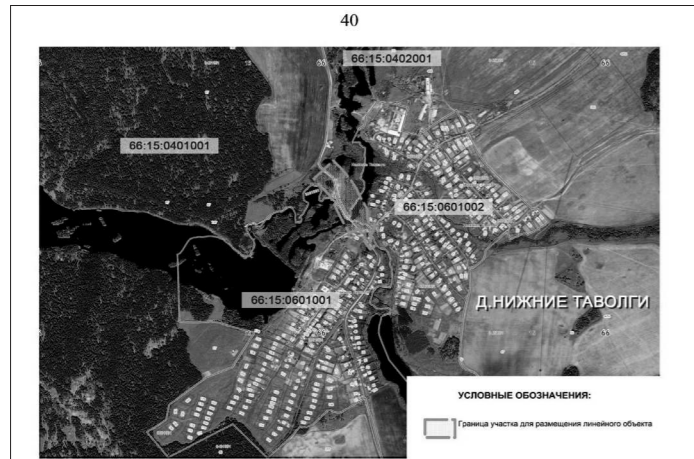 40
66:15:0402001
66:15:0401001
66:15:0601002
66:15:0601001
Д.НИЖНИЕ ТАВОЛГИ
УСЛОВНЫЕ ОБОЗНАЧЕНИЯ:
Граница участка для размещения линейного объекта